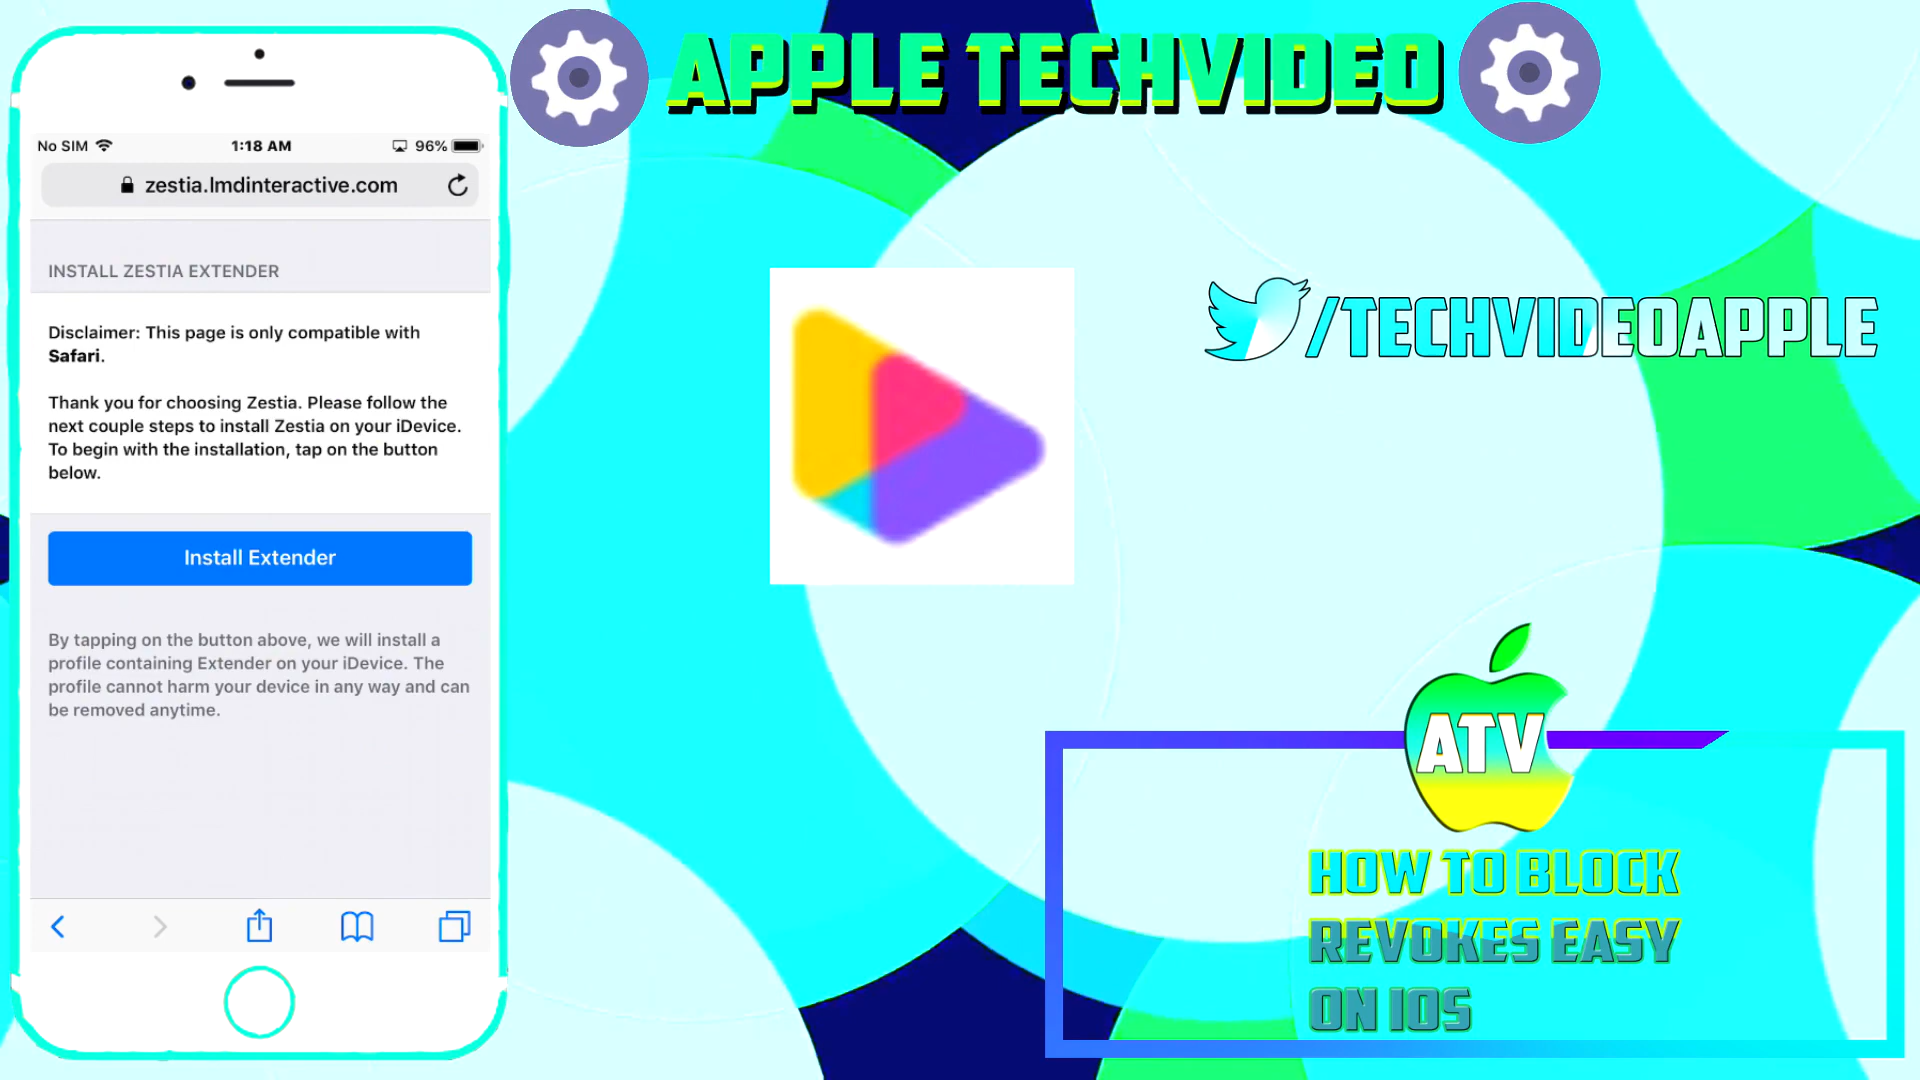 APPLE TECHVIDEO
No SIM 1:18 AM 96%
zestia.lmdinteractive.com
INSTALL ZESTIA EXTENDER
Disclaimer: This page is only compatible with
Safari.
Thank you for choosing Zestia. Please follow the
next couple steps to install Zestia on your iDevice.
To begin with the installation, tap on the button
below.
Install Extender
By tapping on the button above, we will install a
profile containing Extender on your iDevice. The
profile cannot harm your device in any way and can
be removed anytime.
/TECHVIDEOAPPLE
ATV
HOW TO BLOCK
REVOKES EASY
ON IOS